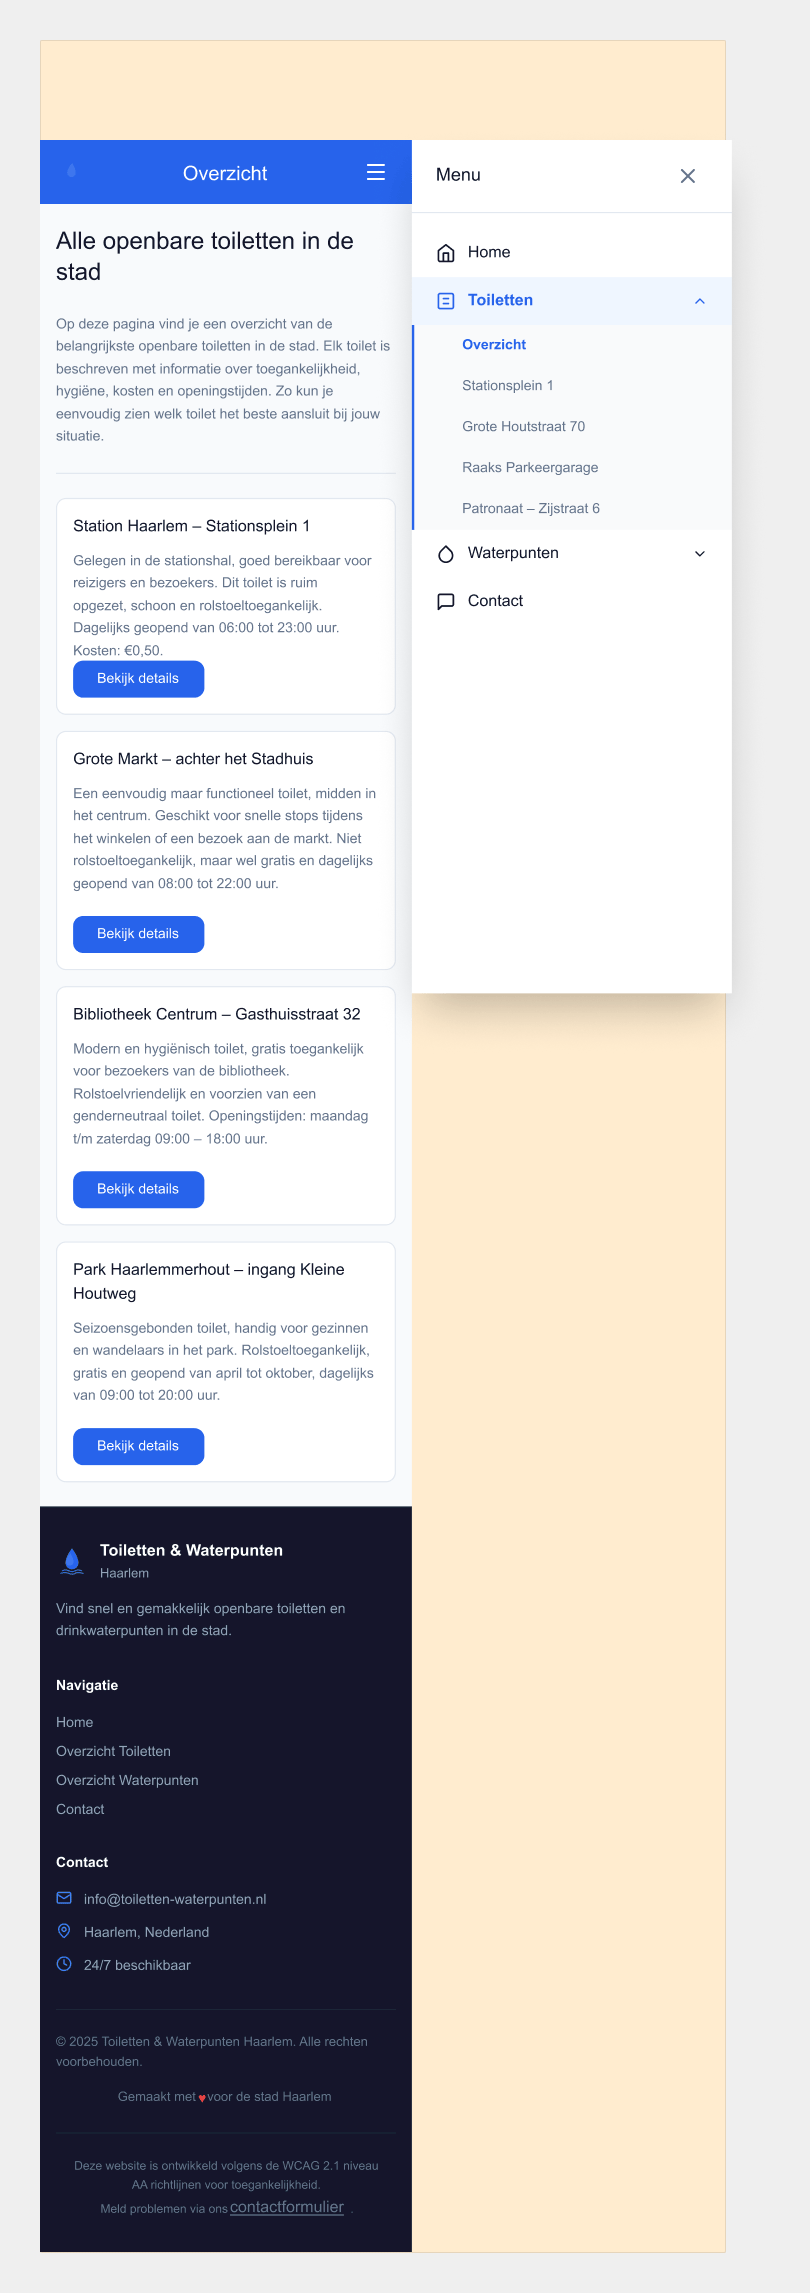 Overzicht
Alle openbare toiletten in de
stad
Op deze pagina vind je een overzicht van de
belangrijkste openbare toiletten in de stad. Elk toilet is
beschreven met informatie over toegankelijkheid,
hygiëne, kosten en openingstijden. Zo kun je
eenvoudig zien welk toilet het beste aansluit bij jouw
situatie.
Station Haarlem – Stationsplein 1
Gelegen in de stationshal, goed bereikbaar voor
reizigers en bezoekers. Dit toilet is ruim
opgezet, schoon en rolstoeltoegankelijk.
Dagelijks geopend van 06:00 tot 23:00 uur.
Kosten: €0,50.
Bekijk details
Grote Markt – achter het Stadhuis
Een eenvoudig maar functioneel toilet, midden in
het centrum. Geschikt voor snelle stops tijdens
het winkelen of een bezoek aan de markt. Niet
rolstoeltoegankelijk, maar wel gratis en dagelijks
geopend van 08:00 tot 22:00 uur.
Bekijk details
Bibliotheek Centrum – Gasthuisstraat 32
Modern en hygiënisch toilet, gratis toegankelijk
voor bezoekers van de bibliotheek.
Rolstoelvriendelijk en voorzien van een
genderneutraal toilet. Openingstijden: maandag
t/m zaterdag 09:00 – 18:00 uur.
Bekijk details
Park Haarlemmerhout – ingang Kleine
Houtweg
Seizoensgebonden toilet, handig voor gezinnen
en wandelaars in het park. Rolstoeltoegankelijk,
gratis en geopend van april tot oktober, dagelijks
van 09:00 tot 20:00 uur.
Bekijk details
Toiletten & Waterpunten
Haarlem
Vind snel en gemakkelijk openbare toiletten en
drinkwaterpunten in de stad.
Navigatie
Home
Overzicht Toiletten
Overzicht Waterpunten
Contact
Contact
info@toiletten-waterpunten.nl
Haarlem, Nederland
24/7 beschikbaar
© 2025 Toiletten & Waterpunten Haarlem. Alle rechten
voorbehouden.
Gemaakt met ♥ voor de stad Haarlem
Deze website is ontwikkeld volgens de WCAG 2.1 niveau
AA richtlijnen voor toegankelijkheid.
Meld problemen via ons contactformulier .
Menu
Home
Toiletten
Overzicht
Stationsplein 1
Grote Houtstraat 70
Raaks Parkeergarage
Patronaat – Zijstraat 6
Waterpunten
Contact